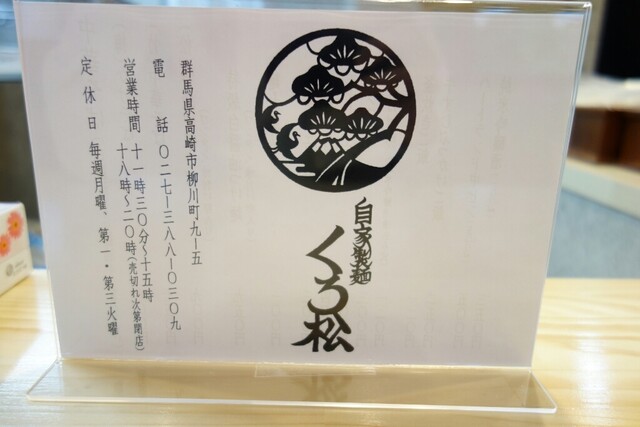 自家製麺
くろ松
群馬県高崎市柳川町九ー五
電話 〇二七ー三八八ー〇三〇九
営業時間 十一時三〇分〜十五時
十八時〜二〇時(売切れ次第閉店)
定休日 毎週月曜、第一・第三火曜